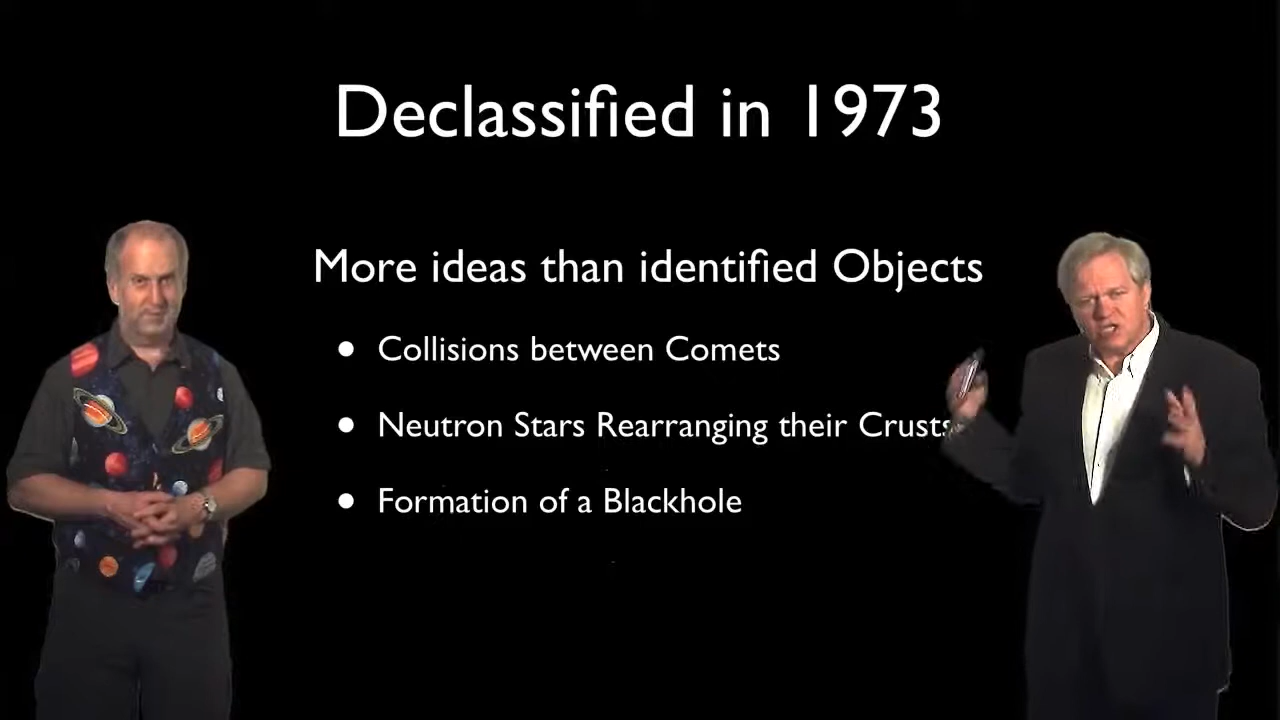 Declassified in 1973
More ideas than identified Objects
• Collisions between Comets
• Neutron Stars Rearranging their Crusts
• Formation of a Blackhole